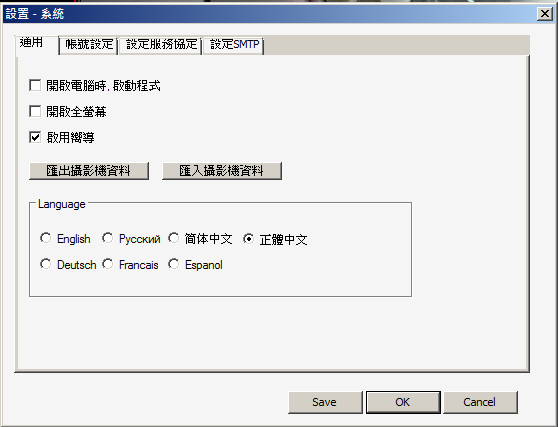 設置 - 系統
通用 帳號設定 設定服務協定 設定SMTP
開啟電腦時, 啟動程式
開啟全螢幕
啟用嚮導
匯出攝影機資料 匯入攝影機資料
Language
English Русский 简体中文 正體中文
Deutsch Francais Espanol
Save OK Cancel